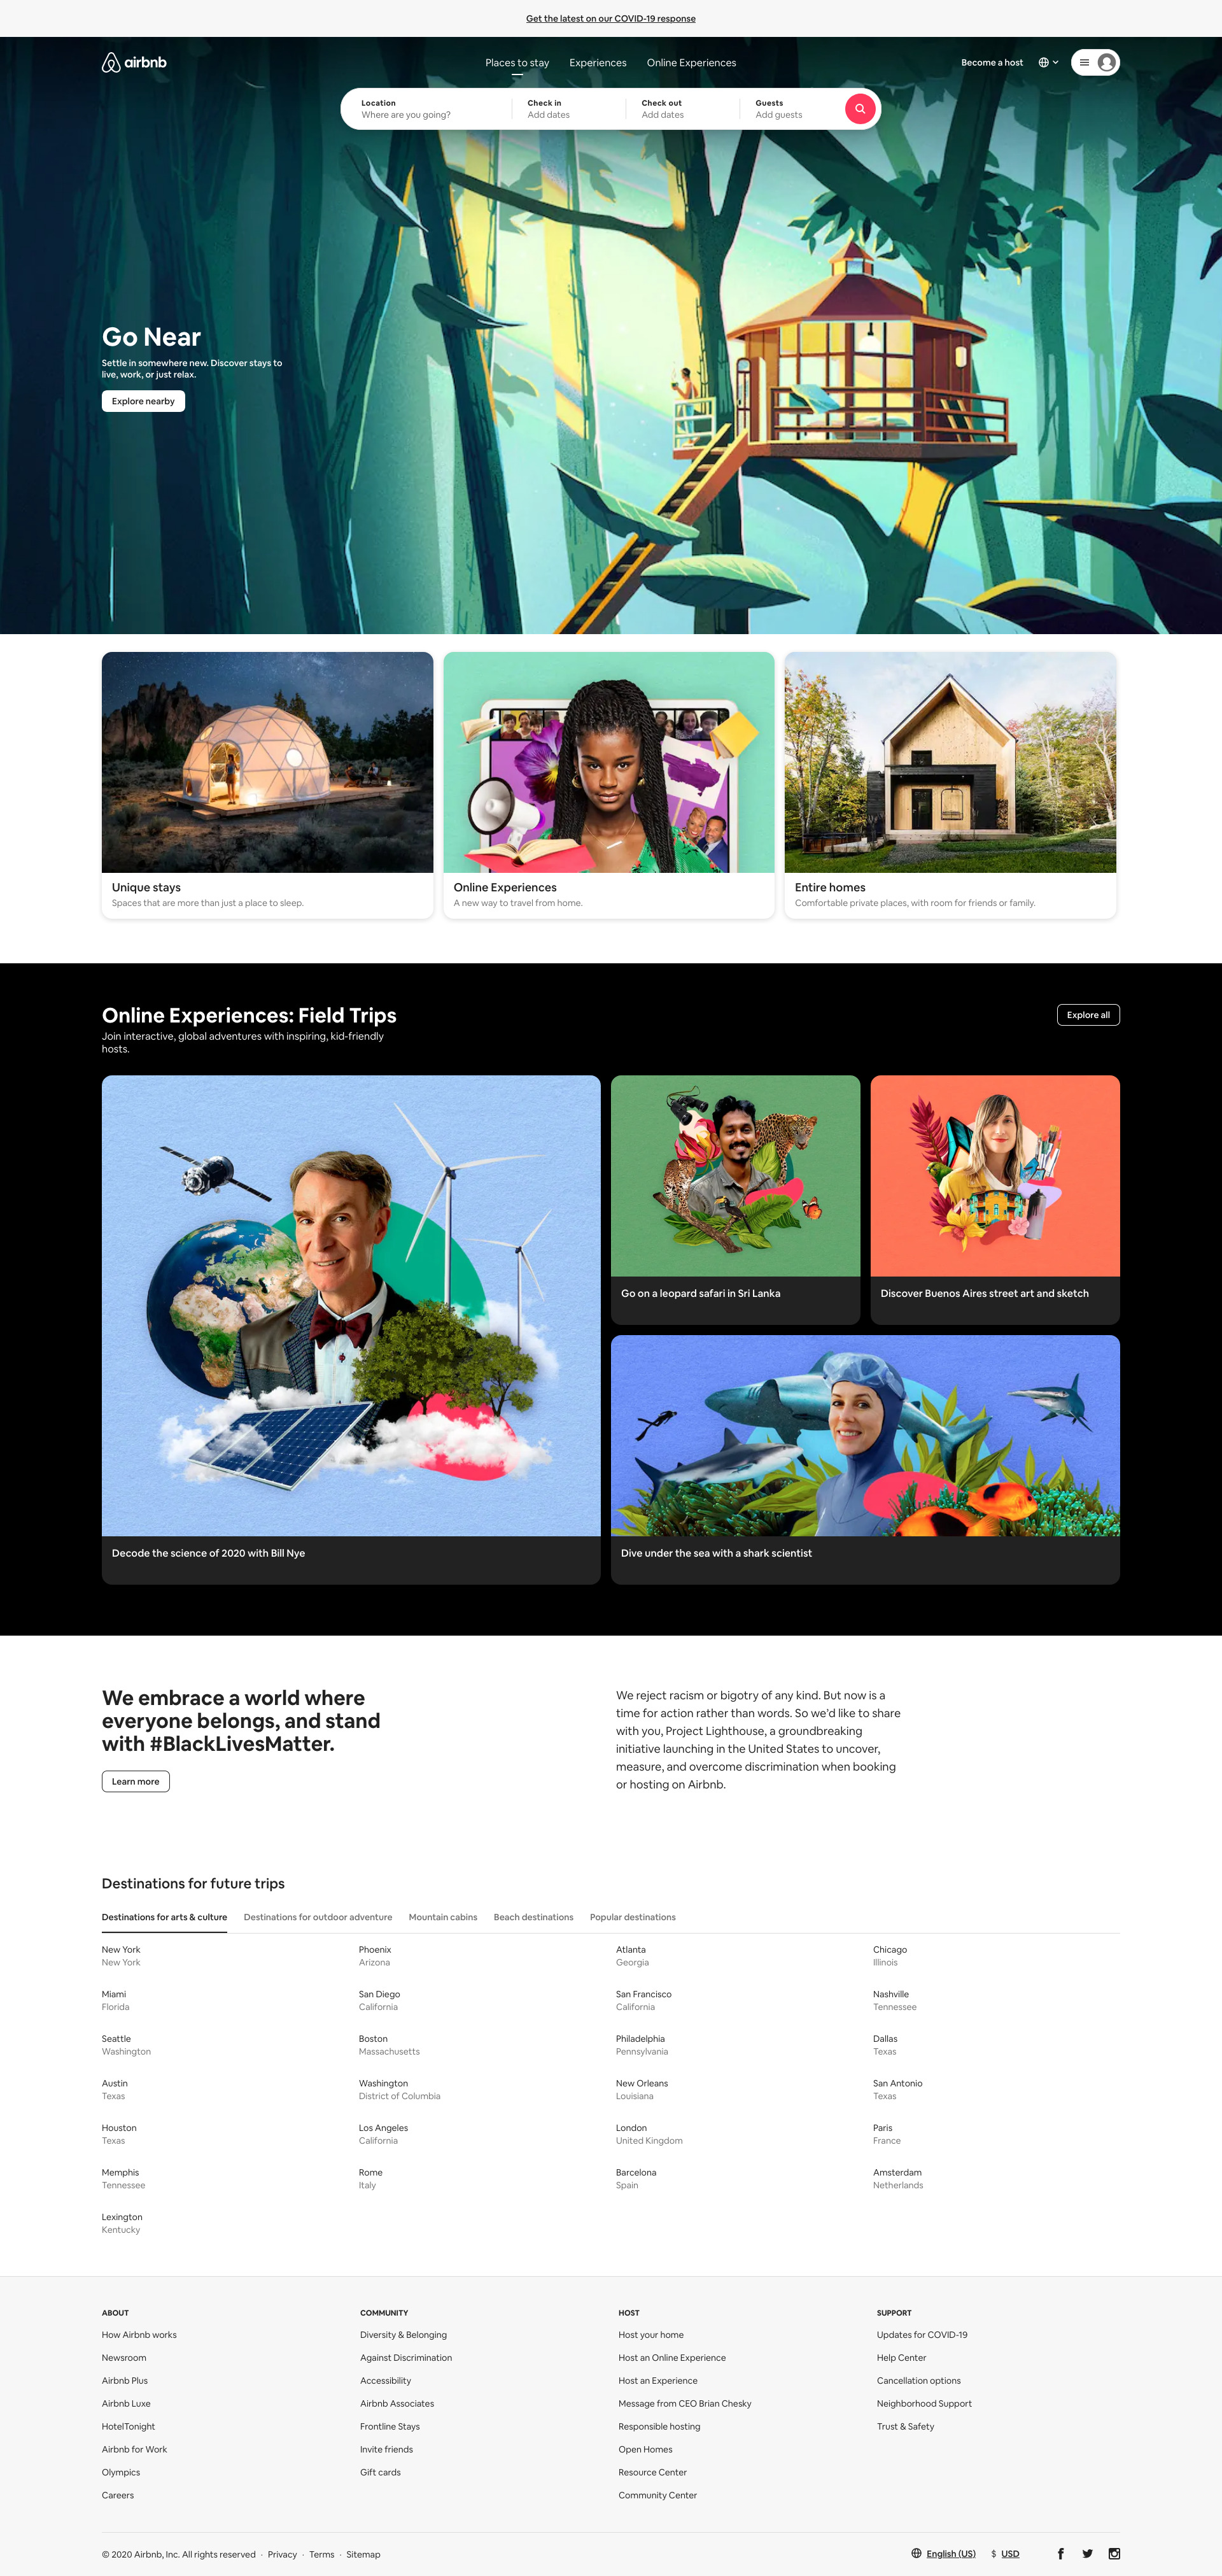 Get the latest on our COVID-19 response
airbnb
Places to stay
Experiences
Online Experiences
Become a host
Location
Where are you going?
Check in
Add dates
Check out
Add dates
Guests
Add guests
Go Near
Settle in somewhere new. Discover stays to
live, work, or just relax.
Explore nearby
Unique stays
Spaces that are more than just a place to sleep.
Online Experiences
A new way to travel from home.
Entire homes
Comfortable private places, with room for friends or family.
Online Experiences: Field Trips
Join interactive, global adventures with inspiring, kid-friendly
hosts.
Explore all
Go on a leopard safari in Sri Lanka
Discover Buenos Aires street art and sketch
Decode the science of 2020 with Bill Nye
Dive under the sea with a shark scientist
We embrace a world where
everyone belongs, and stand
with #BlackLivesMatter.
Learn more
We reject racism or bigotry of any kind. But now is a
time for action rather than words. So we'd like to share
with you, Project Lighthouse, a groundbreaking
initiative launching in the United States to uncover,
measure, and overcome discrimination when booking
or hosting on Airbnb.
Destinations for future trips
Destinations for arts & culture
Destinations for outdoor adventure
Mountain cabins
Beach destinations
Popular destinations
New York
New York
Phoenix
Arizona
Atlanta
Georgia
Chicago
Illinois
Miami
Florida
San Diego
California
San Francisco
California
Nashville
Tennessee
Seattle
Washington
Boston
Massachusetts
Philadelphia
Pennsylvania
Dallas
Texas
Austin
Texas
Washington
District of Columbia
New Orleans
Louisiana
San Antonio
Texas
Houston
Texas
Los Angeles
California
London
United Kingdom
Paris
France
Memphis
Tennessee
Rome
Italy
Barcelona
Spain
Amsterdam
Netherlands
Lexington
Kentucky
ABOUT
How Airbnb works
Newsroom
Airbnb Plus
Airbnb Luxe
HotelTonight
Airbnb for Work
Olympics
Careers
COMMUNITY
Diversity & Belonging
Against Discrimination
Accessibility
Airbnb Associates
Frontline Stays
Invite friends
Gift cards
HOST
Host your home
Host an Online Experience
Host an Experience
Message from CEO Brian Chesky
Responsible hosting
Open Homes
Resource Center
Community Center
SUPPORT
Updates for COVID-19
Help Center
Cancellation options
Neighborhood Support
Trust & Safety
© 2020 Airbnb, Inc. All rights reserved · Privacy · Terms · Sitemap
English (US)
$ USD